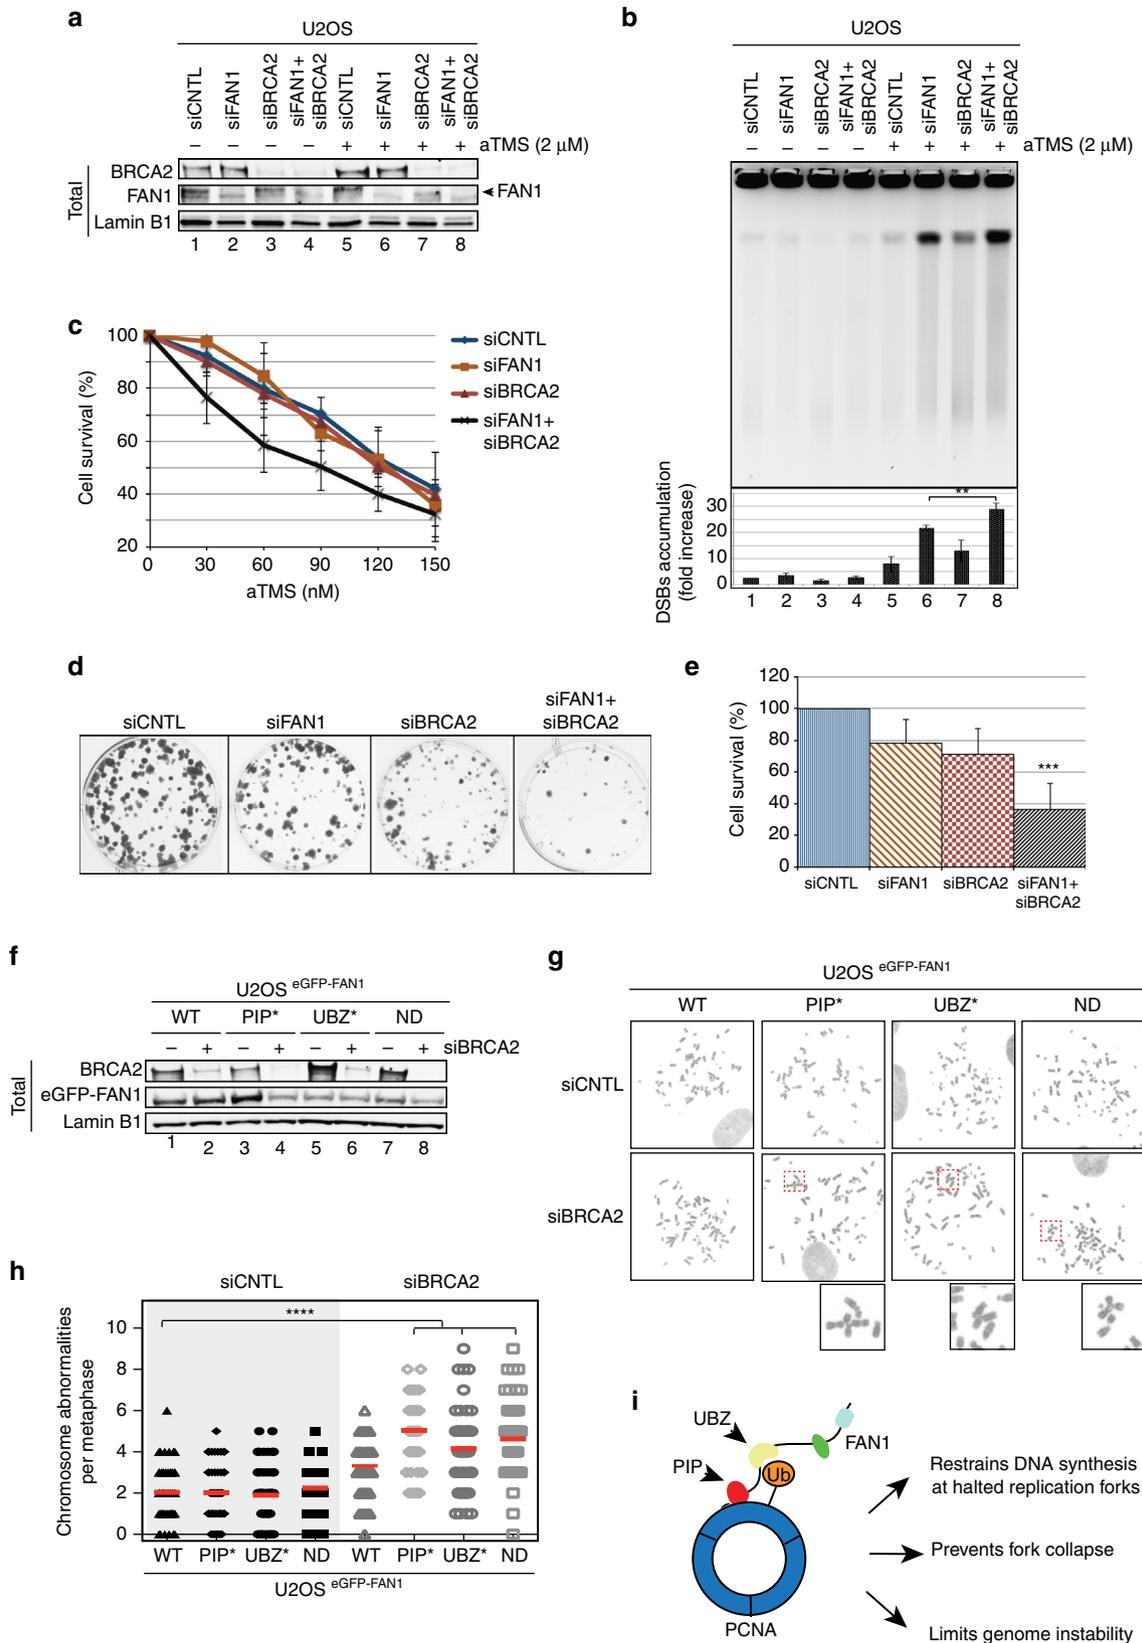 a
U2OS
siCNTL
siFAN1
siBRCA2
siFAN1+
siBRCA2
siCNTL
siFAN1
siBRCA2
siFAN1+
siBRCA2
– – – – + + + + aTMS (2 µM)
Total
BRCA2
FAN1
FAN1
Lamin B1
1 2 3 4 5 6 7 8
b
U2OS
siCNTL
siFAN1
siBRCA2
siFAN1+
siBRCA2
siCNTL
siFAN1
siBRCA2
siFAN1+
siBRCA2
– – – – + + + + aTMS (2 µM)
DSBs accumulation
(fold increase)
**
30
20
10
0
1 2 3 4 5 6 7 8
c
Cell survival (%)
100
80
60
40
20
0 30 60 90 120 150
aTMS (nM)
siCNTL
siFAN1
siBRCA2
siFAN1+
siBRCA2
d
siCNTL
siFAN1
siBRCA2
siFAN1+
siBRCA2
e
Cell survival (%)
120
100
80
60
40
20
0
***
siCNTL
siFAN1
siBRCA2
siFAN1+
siBRCA2
f
U2OS eGFP-FAN1
WT PIP* UBZ* ND
– + – + – + – + siBRCA2
Total
BRCA2
eGFP-FAN1
Lamin B1
1 2 3 4 5 6 7 8
g
U2OS eGFP-FAN1
WT PIP* UBZ* ND
siCNTL
siBRCA2
h
siCNTL siBRCA2
Chromosome abnormalities
per metaphase
****
10
8
6
4
2
0
WT PIP* UBZ* ND WT PIP* UBZ* ND
U2OS eGFP-FAN1
i
UBZ
FAN1
PIP
Ub
PCNA
Restrains DNA synthesis
at halted replication forks
Prevents fork collapse
Limits genome instability